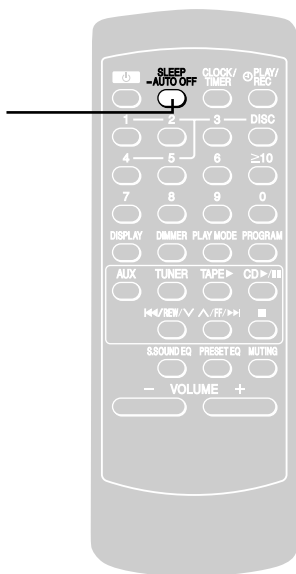 SLEEP CLOCK/ PLAY/
-AUTO OFF TIMER REC
1 2 3 DISC
4 5 6 ≥10
7 8 9 0
DISPLAY DIMMER PLAY MODE PROGRAM
AUX TUNER TAPE CD
/REW/ /FF/
S.SOUND EQ PRESET EQ MUTING
− VOLUME +